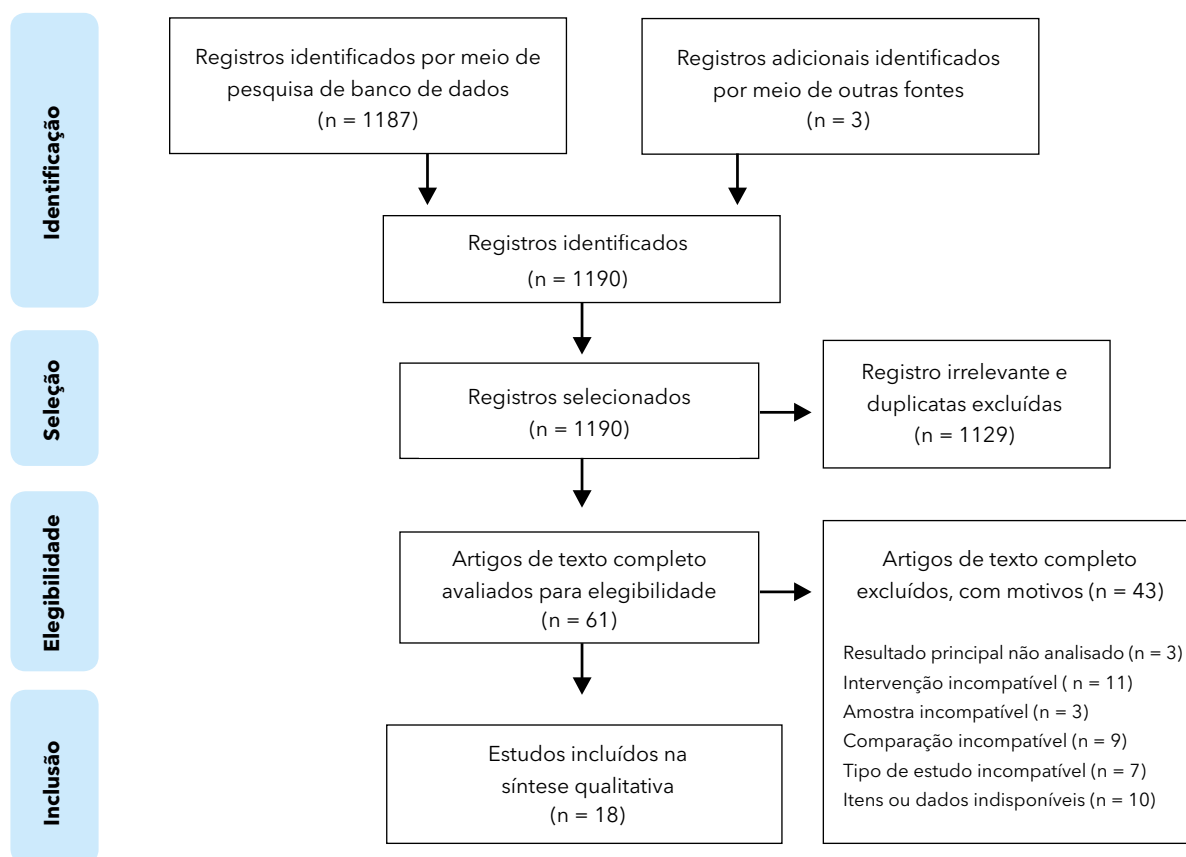 Identificação
Registros identificados por meio de
pesquisa de banco de dados
(n = 1187)
Registros adicionais identificados
por meio de outras fontes
(n = 3)
Registros identificados
(n = 1190)
Seleção
Registros selecionados
(n = 1190)
Registro irrelevante e
duplicatas excluídas
(n = 1129)
Elegibilidade
Artigos de texto completo
avaliados para elegibilidade
(n = 61)
Artigos de texto completo
excluídos, com motivos (n = 43)
Resultado principal não analisado (n = 3)
Intervenção incompatível ( n = 11)
Amostra incompatível (n = 3)
Comparação incompatível (n = 9)
Tipo de estudo incompatível (n = 7)
Itens ou dados indisponíveis (n = 10)
Inclusão
Estudos incluídos na
síntese qualitativa
(n = 18)